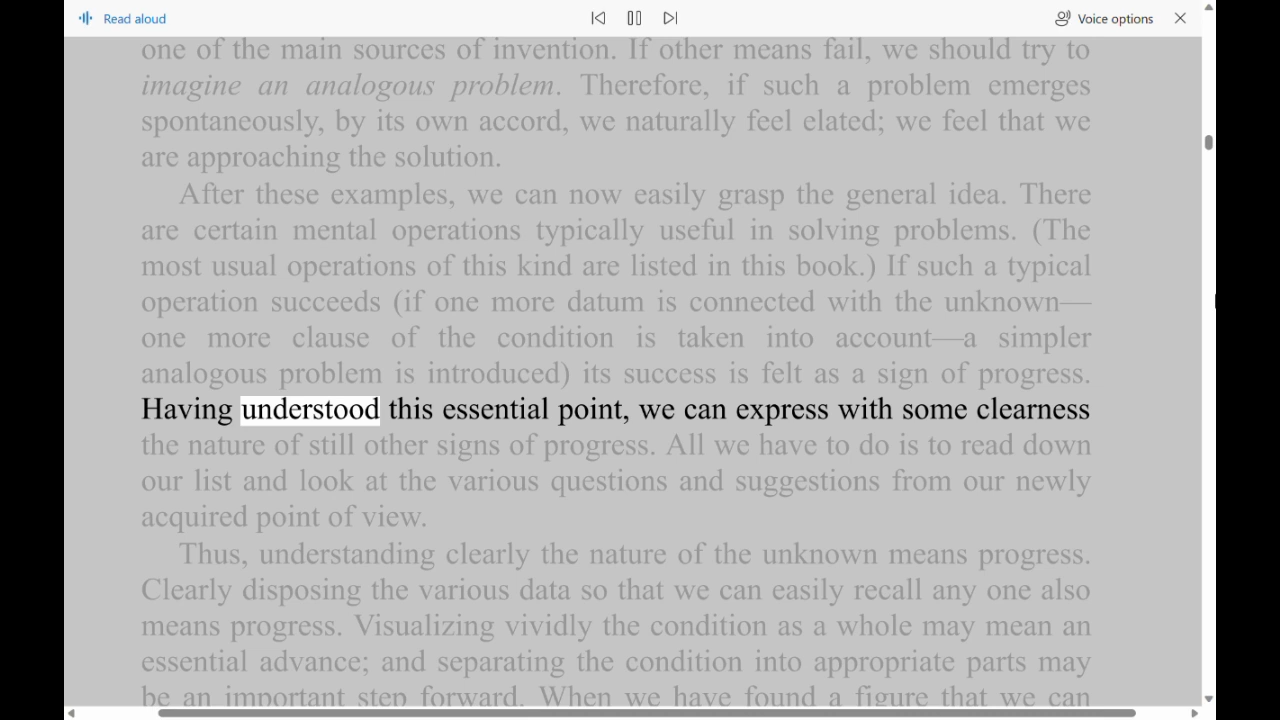 Read aloud
Voice options
one of the main sources of invention. If other means fail, we should try to
imagine an analogous problem. Therefore, if such a problem emerges
spontaneously, by its own accord, we naturally feel elated; we feel that we
are approaching the solution.
After these examples, we can now easily grasp the general idea. There
are certain mental operations typically useful in solving problems. (The
most usual operations of this kind are listed in this book.) If such a typical
operation succeeds (if one more datum is connected with the unknown—
one more clause of the condition is taken into account—a simpler
analogous problem is introduced) its success is felt as a sign of progress.
Having understood this essential point, we can express with some clearness
the nature of still other signs of progress. All we have to do is to read down
our list and look at the various questions and suggestions from our newly
acquired point of view.
Thus, understanding clearly the nature of the unknown means progress.
Clearly disposing the various data so that we can easily recall any one also
means progress. Visualizing vividly the condition as a whole may mean an
essential advance; and separating the condition into appropriate parts may
be an important step forward. When we have found a figure that we can